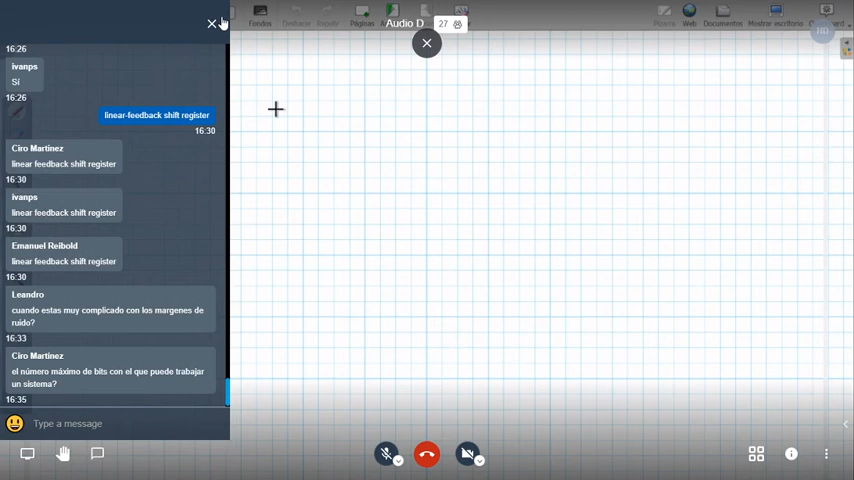 Fondos
Deshacer
Rehacer
Páginas
Audio D
27
Pizarra
Web
Documentos
Mostrar escritorio
HD
16:26
ivanps
Sí
16:26
linear-feedback shift register
16:30
Ciro Martínez
linear feedback shift register
16:30
ivanps
linear feedback shift register
16:30
Emanuel Reibold
linear feedback shift register
16:30
Leandro
cuando estas muy complicado con los margenes de
ruido?
16:33
Ciro Martínez
el número máximo de bits con el que puede trabajar
un sistema?
16:35
Type a message